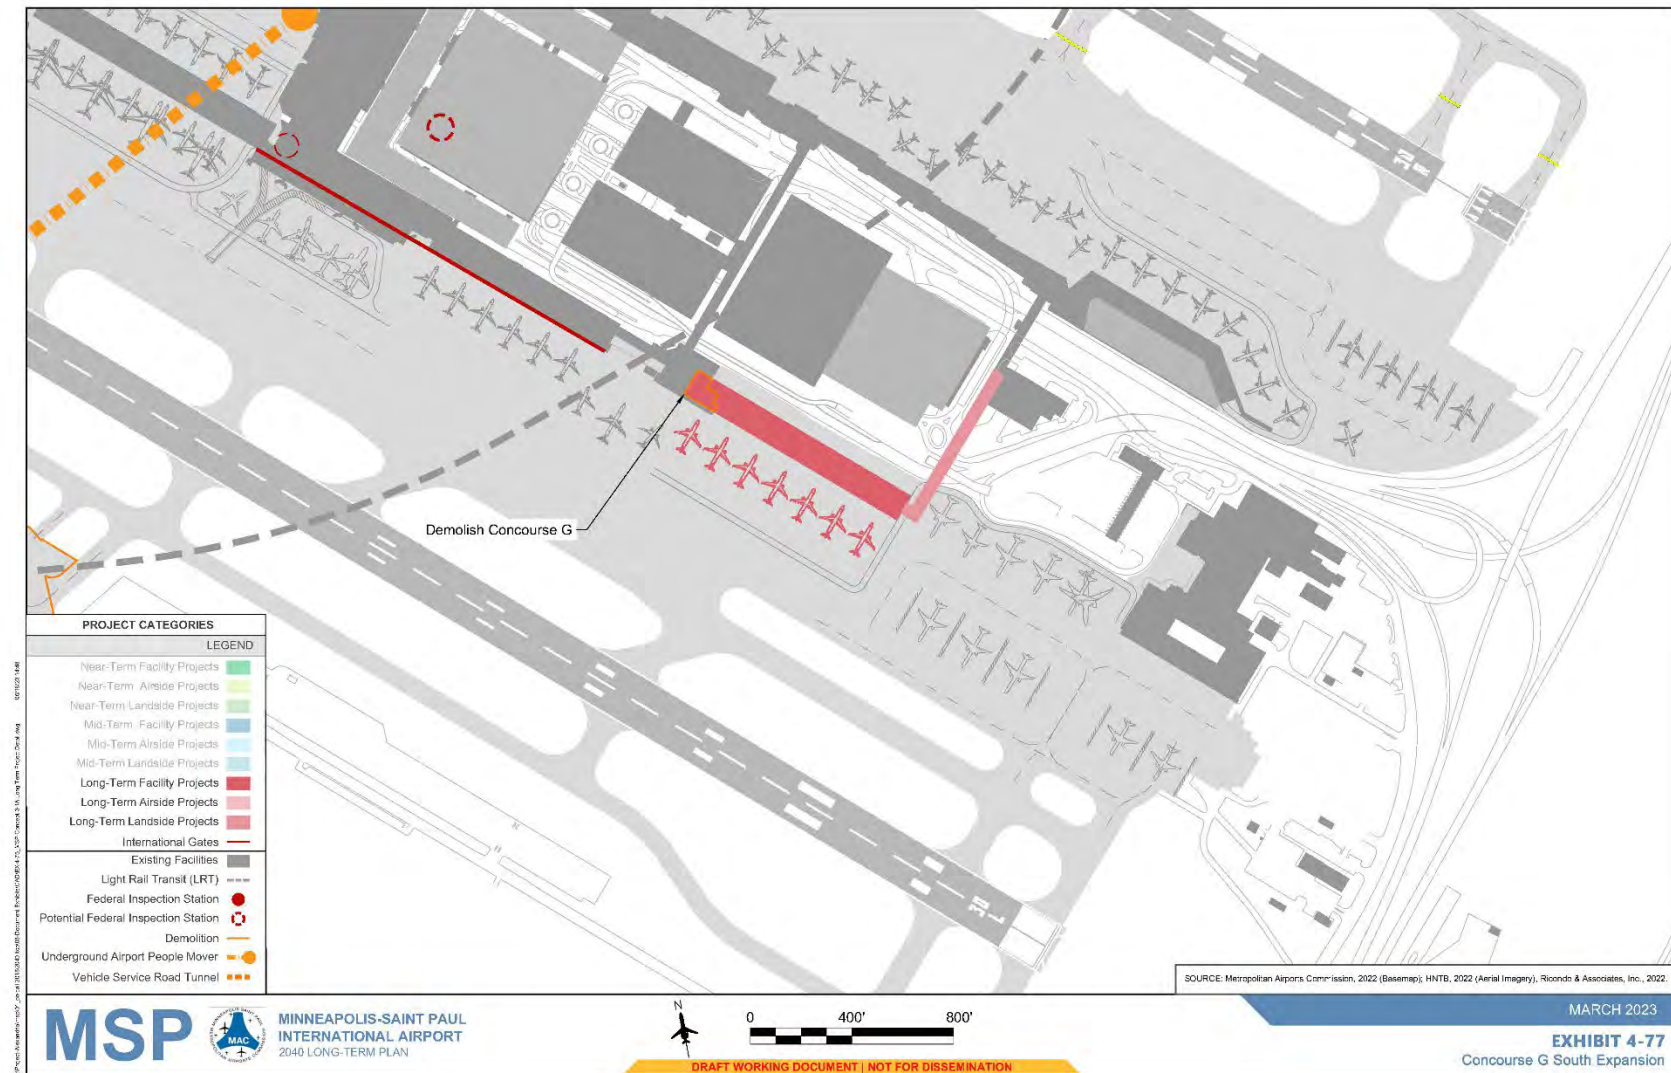 Demolish Concourse G
PROJECT CATEGORIES
LEGEND
Near-Term Facility Projects
Near-Term Airside Projects
Near-Term Landside Projects
Mid-Term Facility Projects
Mid-Term Airside Projects
Mid-Term Landside Projects
Long-Term Facility Projects
Long-Term Airside Projects
Long-Term Landside Projects
International Gates
Existing Facilities
Light Rail Transit (LRT)
Federal Inspection Station
Potential Federal Inspection Station
Demolition
Underground Airport People Mover
Vehicle Service Road Tunnel
SOURCE: Metropolitan Airports Commission, 2022 (Basemap); HNTB, 2022 (Aerial Imagery), Ricondo & Associates, Inc., 2022.
MSP
MAC
MINNEAPOLIS-SAINT PAUL
INTERNATIONAL AIRPORT
2040 LONG-TERM PLAN
N
0 400' 800'
DRAFT WORKING DOCUMENT | NOT FOR DISSEMINATION
MARCH 2023
EXHIBIT 4-77
Concourse G South Expansion